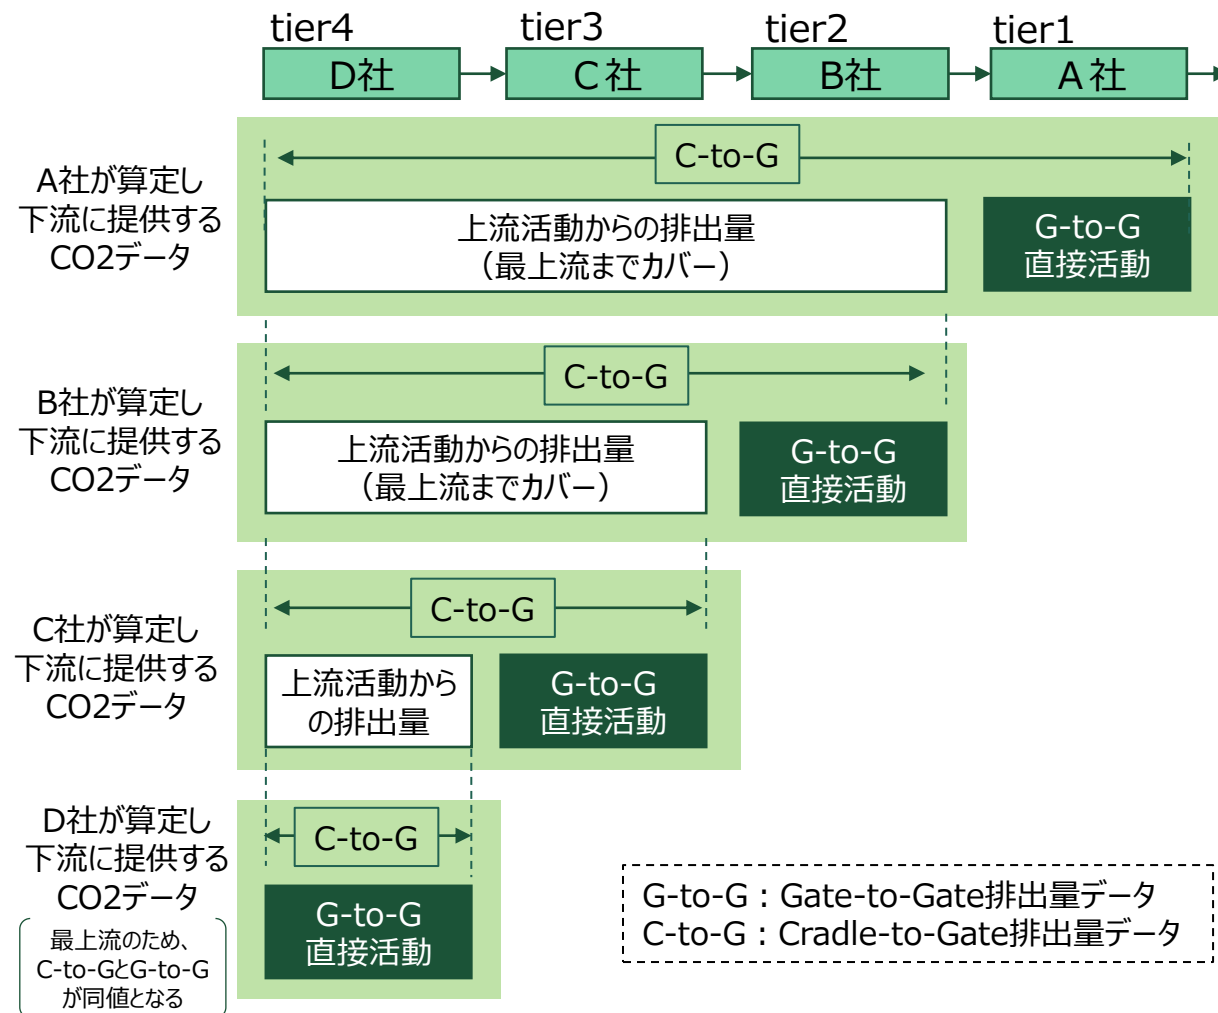 tier4
tier3
tier2
tier1
D社
C社
B社
A社
A社が算定し
下流に提供する
CO2データ
C-to-G
上流活動からの排出量
（最上流までカバー）
G-to-G
直接活動
B社が算定し
下流に提供する
CO2データ
C-to-G
上流活動からの排出量
（最上流までカバー）
G-to-G
直接活動
C社が算定し
下流に提供する
CO2データ
C-to-G
上流活動から
の排出量
G-to-G
直接活動
D社が算定し
下流に提供する
CO2データ
最上流のため、
C-to-GとG-to-G
が同値となる
C-to-G
G-to-G
直接活動
G-to-G：Gate-to-Gate排出量データ
C-to-G：Cradle-to-Gate排出量データ